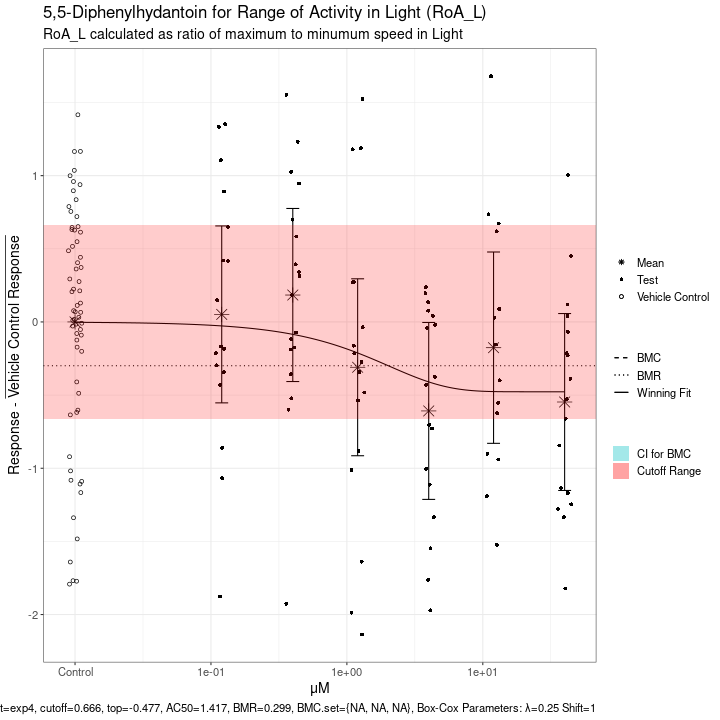 5,5-Diphenylhydantoin for Range of Activity in Light (RoA_L)
RoA_L calculated as ratio of maximum to minumum speed in Light
Response - Vehicle Control Response
1
0
-1
-2
Control
1e-01
1e+00
1e+01
μM
Mean
Test
Vehicle Control
BMC
BMR
Winning Fit
CI for BMC
Cutoff Range
t=exp4, cutoff=0.666, top=-0.477, AC50=1.417, BMR=0.299, BMC.set={NA, NA, NA}, Box-Cox Parameters: λ=0.25 Shift=1